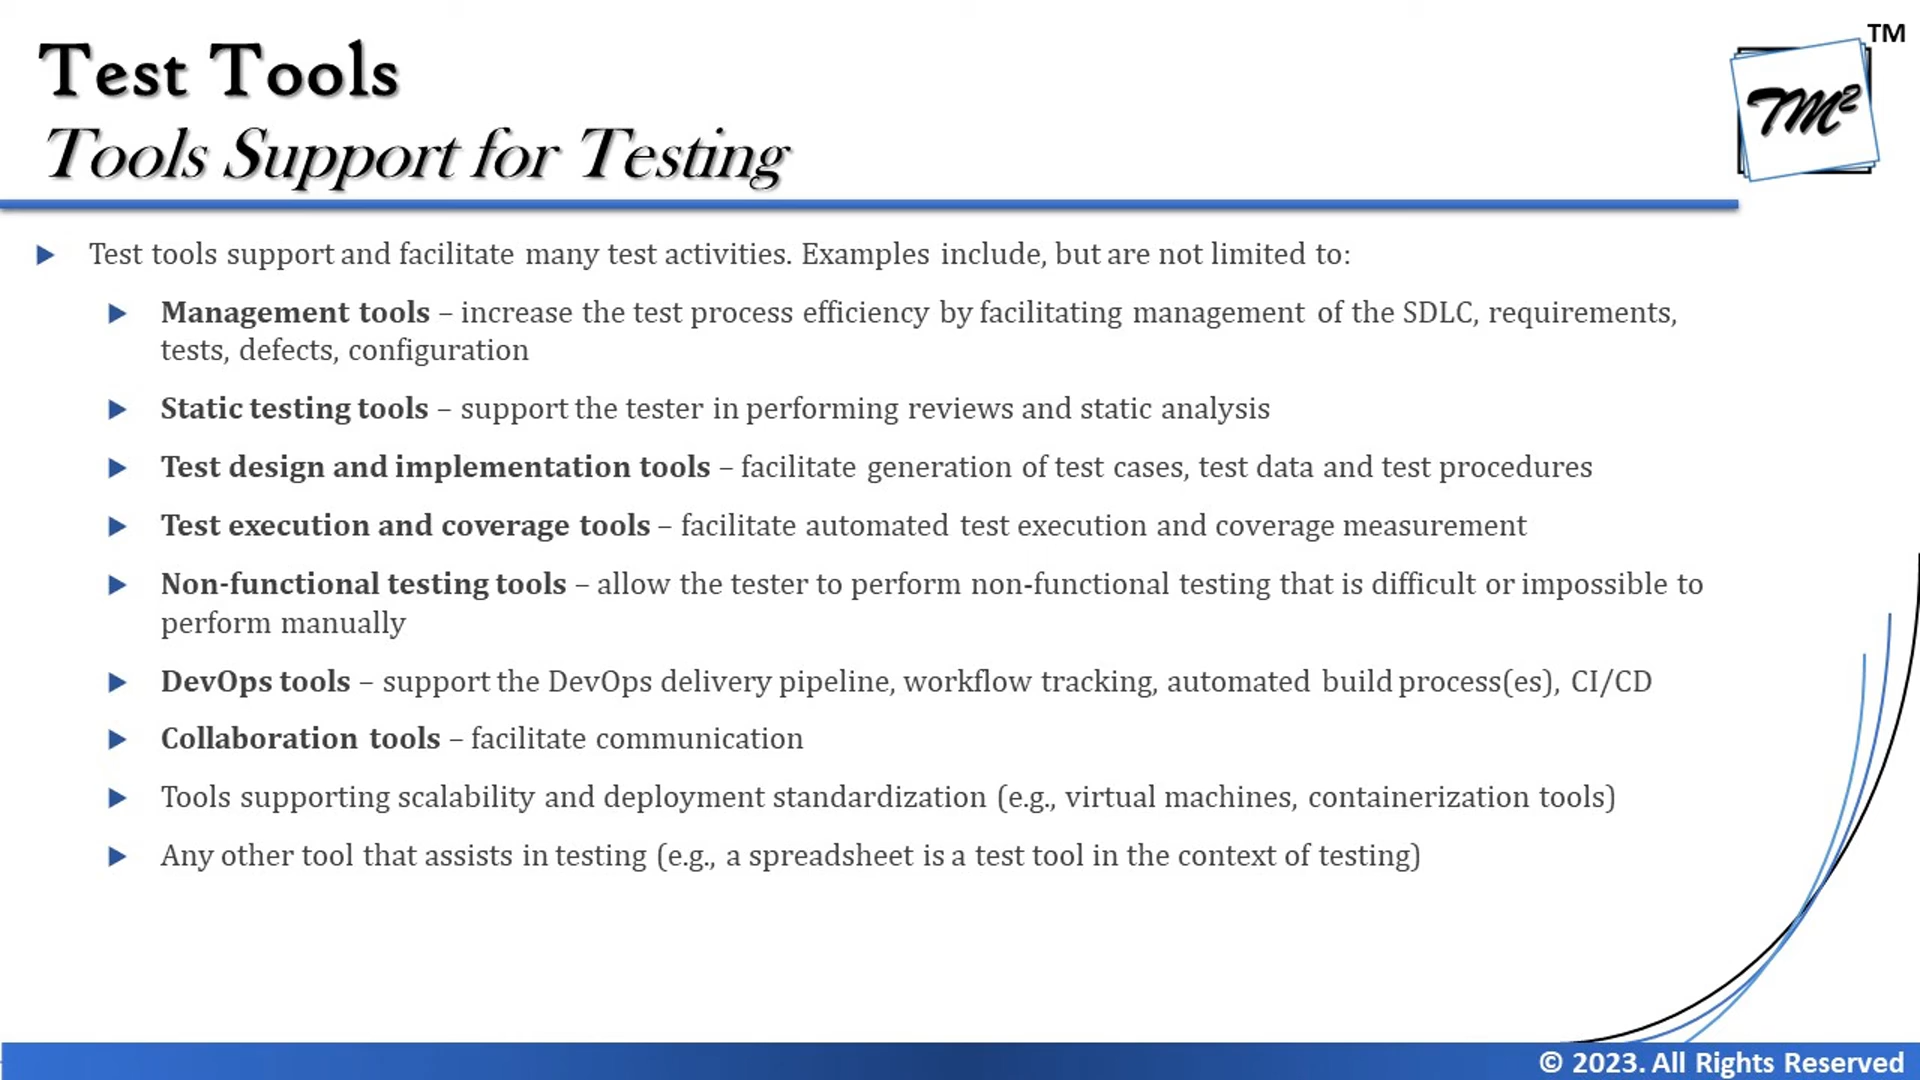 Test Tools
TM
TM²
Tools Support for Testing
Test tools support and facilitate many test activities. Examples include, but are not limited to:
Management tools – increase the test process efficiency by facilitating management of the SDLC, requirements,
tests, defects, configuration
Static testing tools – support the tester in performing reviews and static analysis
Test design and implementation tools – facilitate generation of test cases, test data and test procedures
Test execution and coverage tools – facilitate automated test execution and coverage measurement
Non-functional testing tools – allow the tester to perform non-functional testing that is difficult or impossible to
perform manually
DevOps tools – support the DevOps delivery pipeline, workflow tracking, automated build process(es), CI/CD
Collaboration tools – facilitate communication
Tools supporting scalability and deployment standardization (e.g., virtual machines, containerization tools)
Any other tool that assists in testing (e.g., a spreadsheet is a test tool in the context of testing)
© 2023. All Rights Reserved